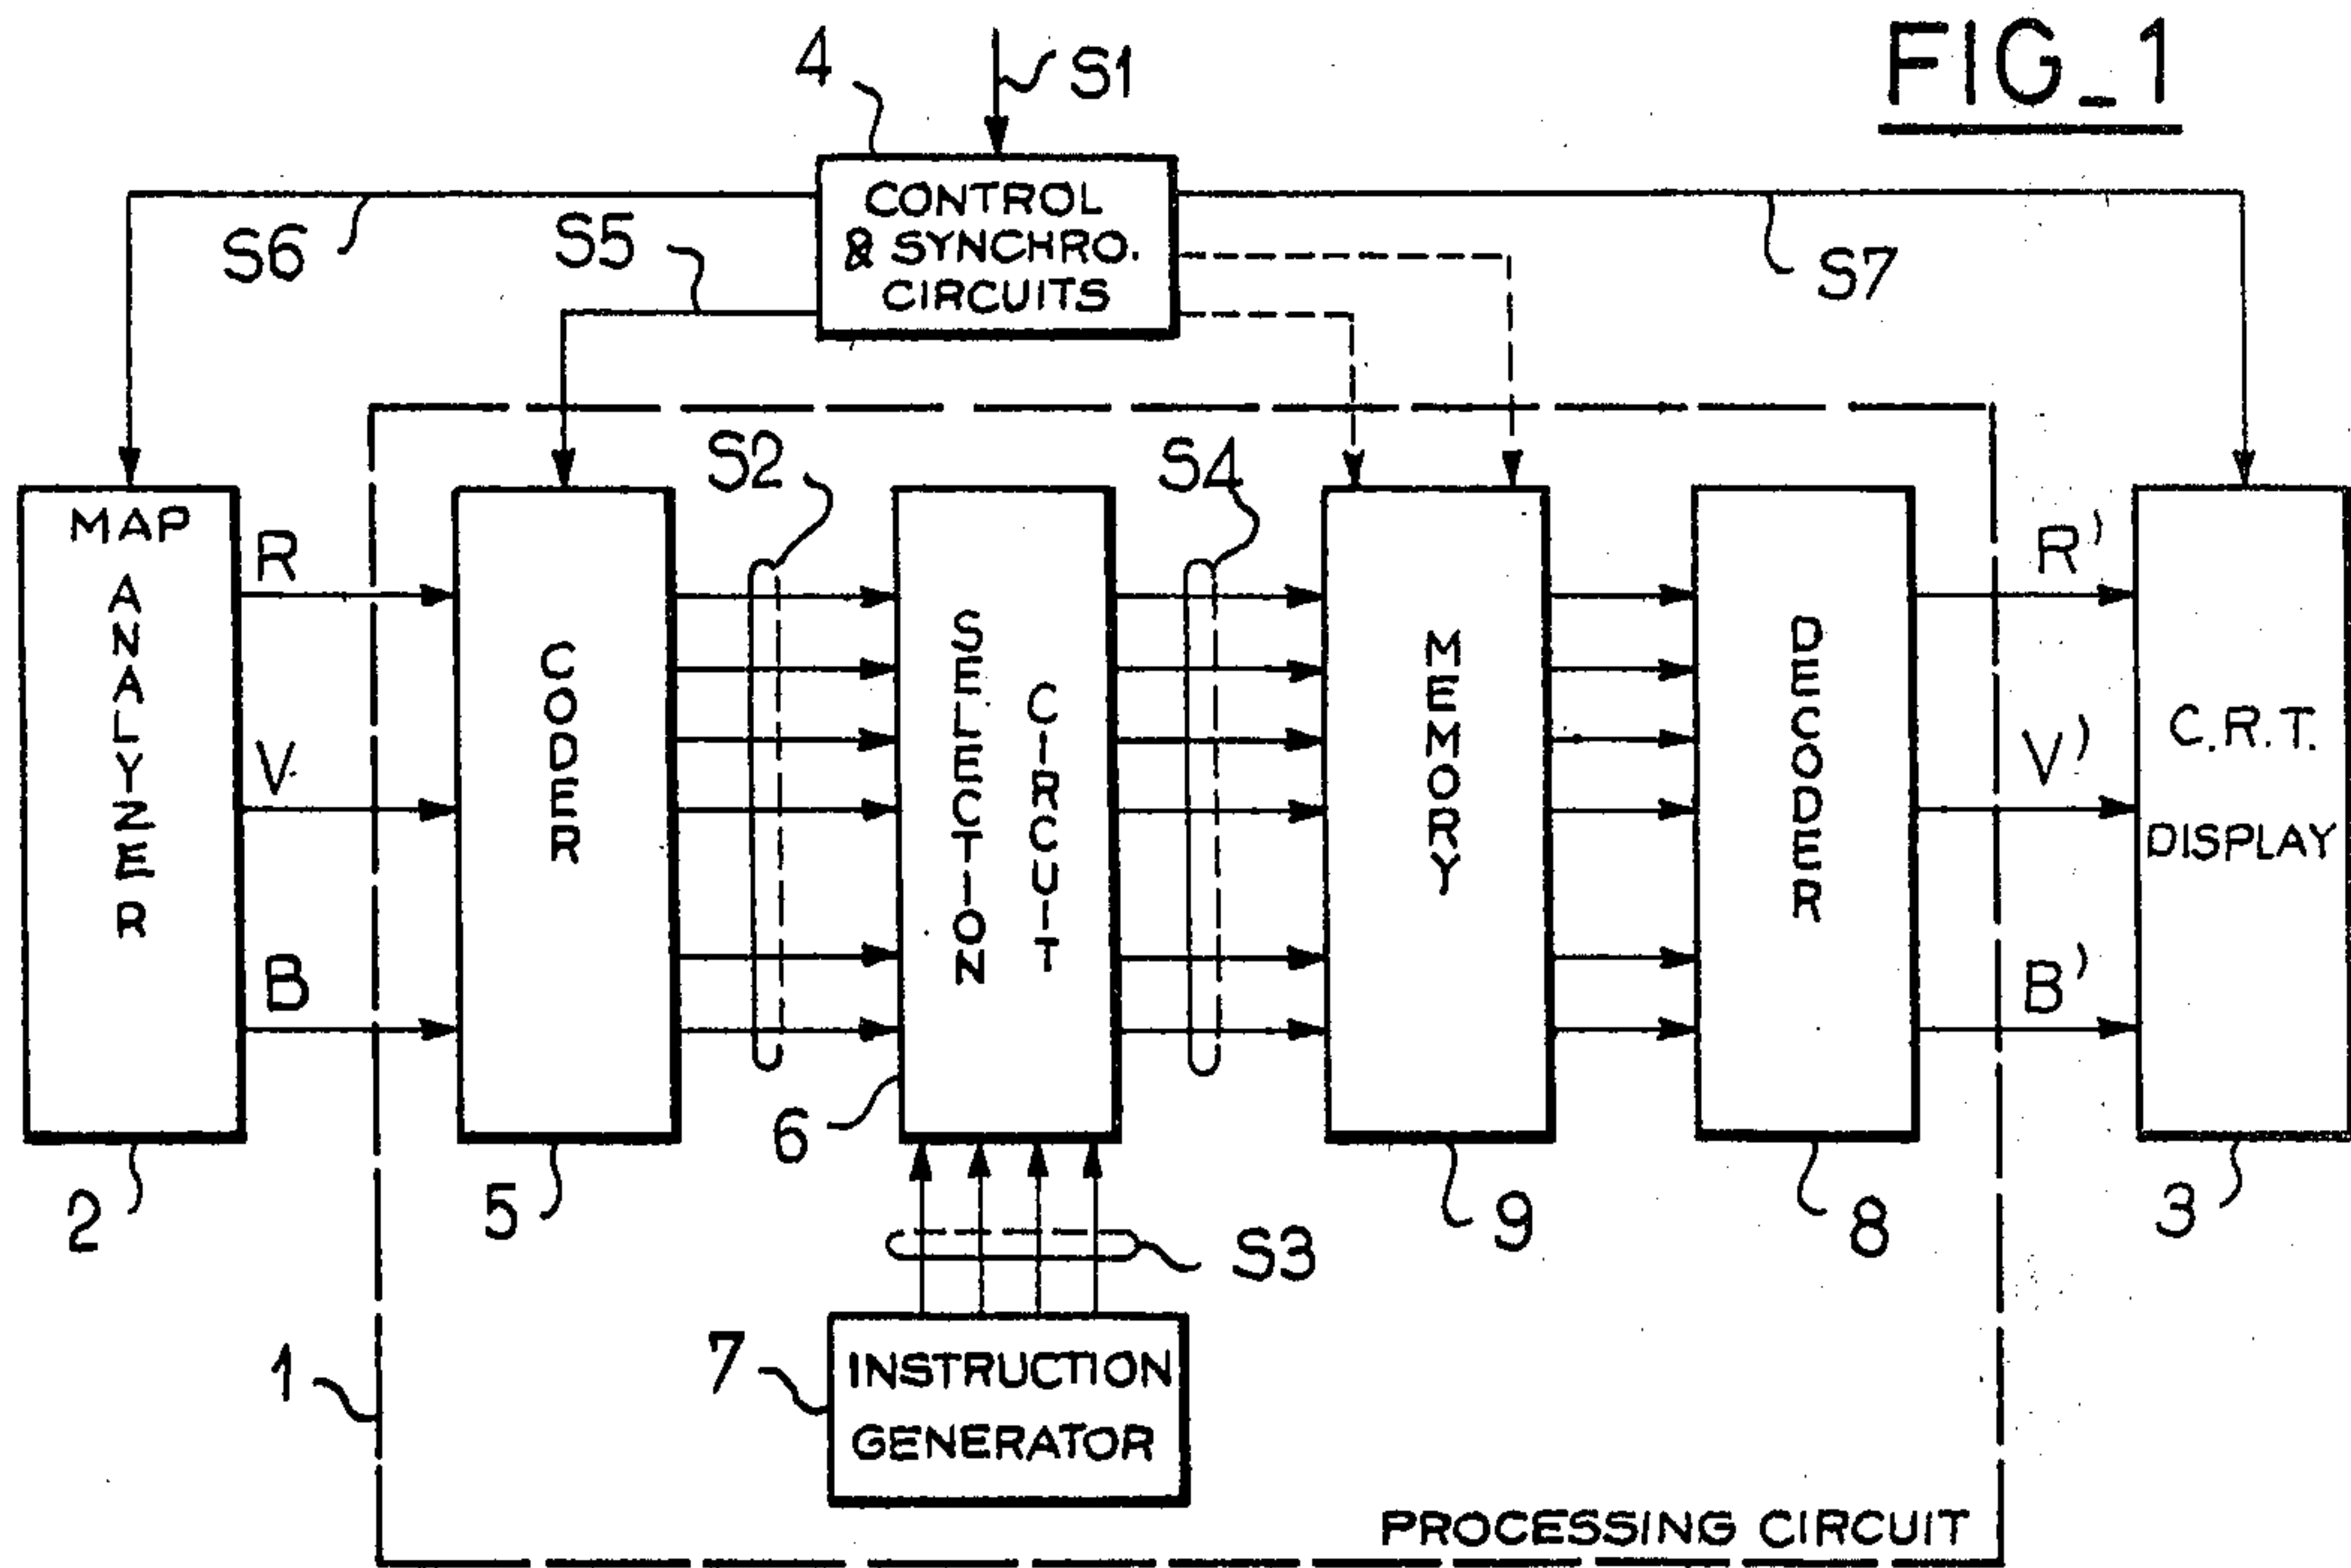 FIG_1
4
S1
CONTROL
& SYNCHRO.
CIRCUITS
S6
S5
S7
S2
S4
MAP
ANALYZER
R
V
B
CODER
SELECTION
CIRCUIT
MEMORY
DECODER
R'
V'
B'
C.R.T.
DISPLAY
2
5
6
9
8
3
S3
7
INSTRUCTION
GENERATOR
1
PROCESSING CIRCUIT